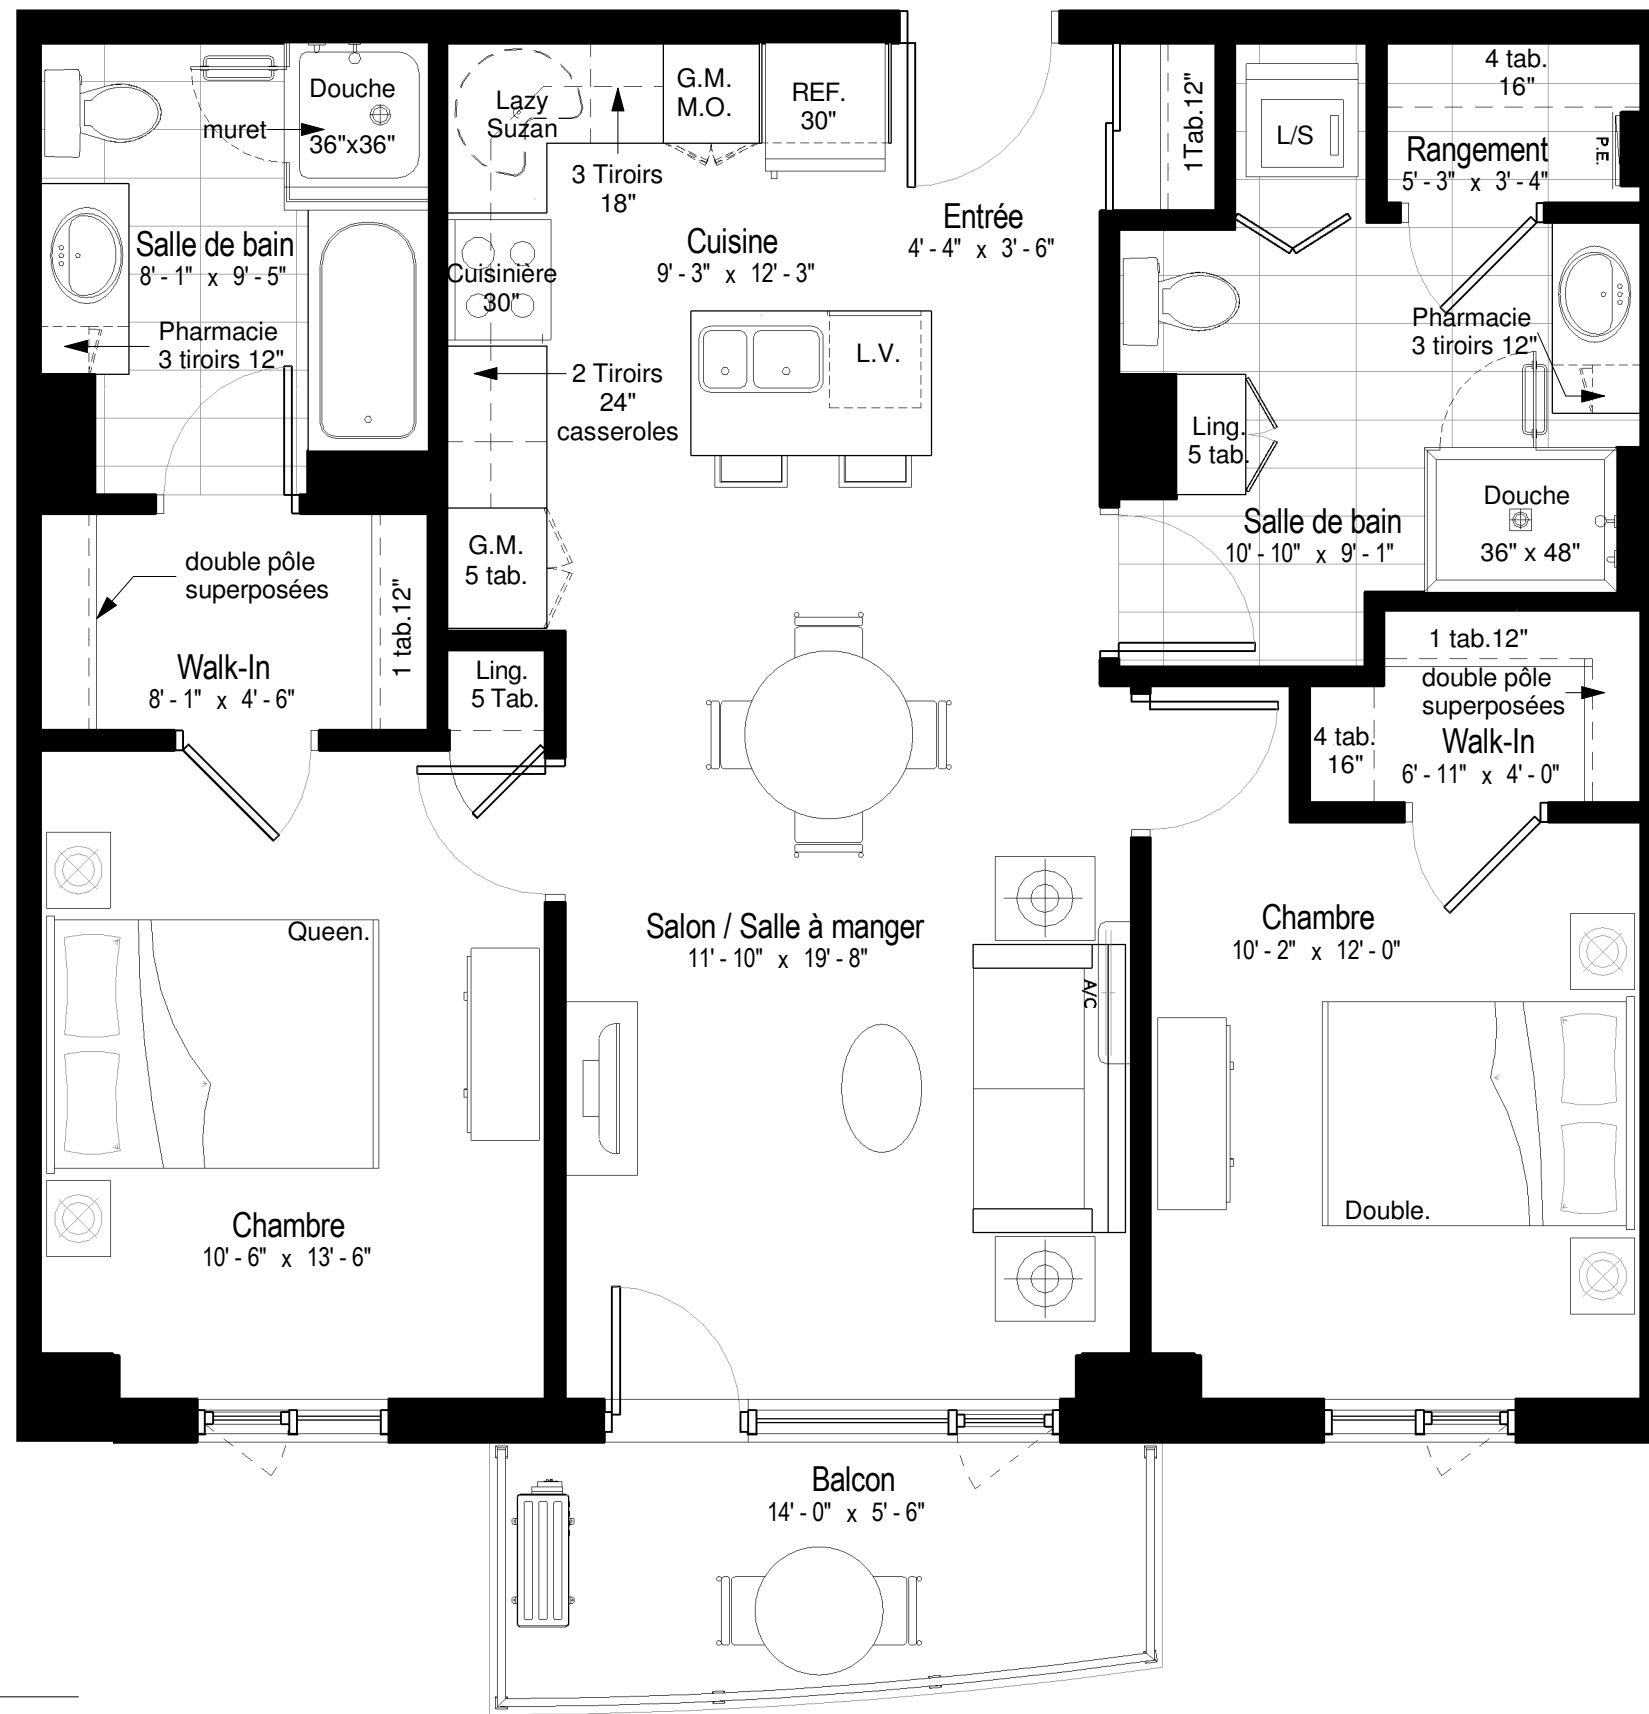 Douche
36"x36"
muret
Salle de bain
8' - 1" x 9' - 5"
Pharmacie
3 tiroirs 12"
double pôle
superposées
1 tab.12"
Walk-In
8' - 1" x 4' - 6"
Lazy
Suzan
G.M.
M.O.
REF.
30"
3 Tiroirs
18"
Cuisine
9' - 3" x 12' - 3"
Cuisinière
30"
2 Tiroirs
24"
casseroles
L.V.
G.M.
5 tab.
Ling.
5 Tab.
Entrée
4' - 4" x 3' - 6"
1Tab.12"
L/S
4 tab.
16"
Rangement
5' - 3" x 3' - 4"
P.E.
Pharmacie
3 tiroirs 12"
Ling.
5 tab.
Salle de bain
10' - 10" x 9' - 1"
Douche
36" x 48"
1 tab.12"
double pôle
superposées
4 tab.
16"
Walk-In
6' - 11" x 4' - 0"
Queen.
Chambre
10' - 6" x 13' - 6"
Salon / Salle à manger
11' - 10" x 19' - 8"
A/C
Chambre
10' - 2" x 12' - 0"
Double.
Balcon
14' - 0" x 5' - 6"